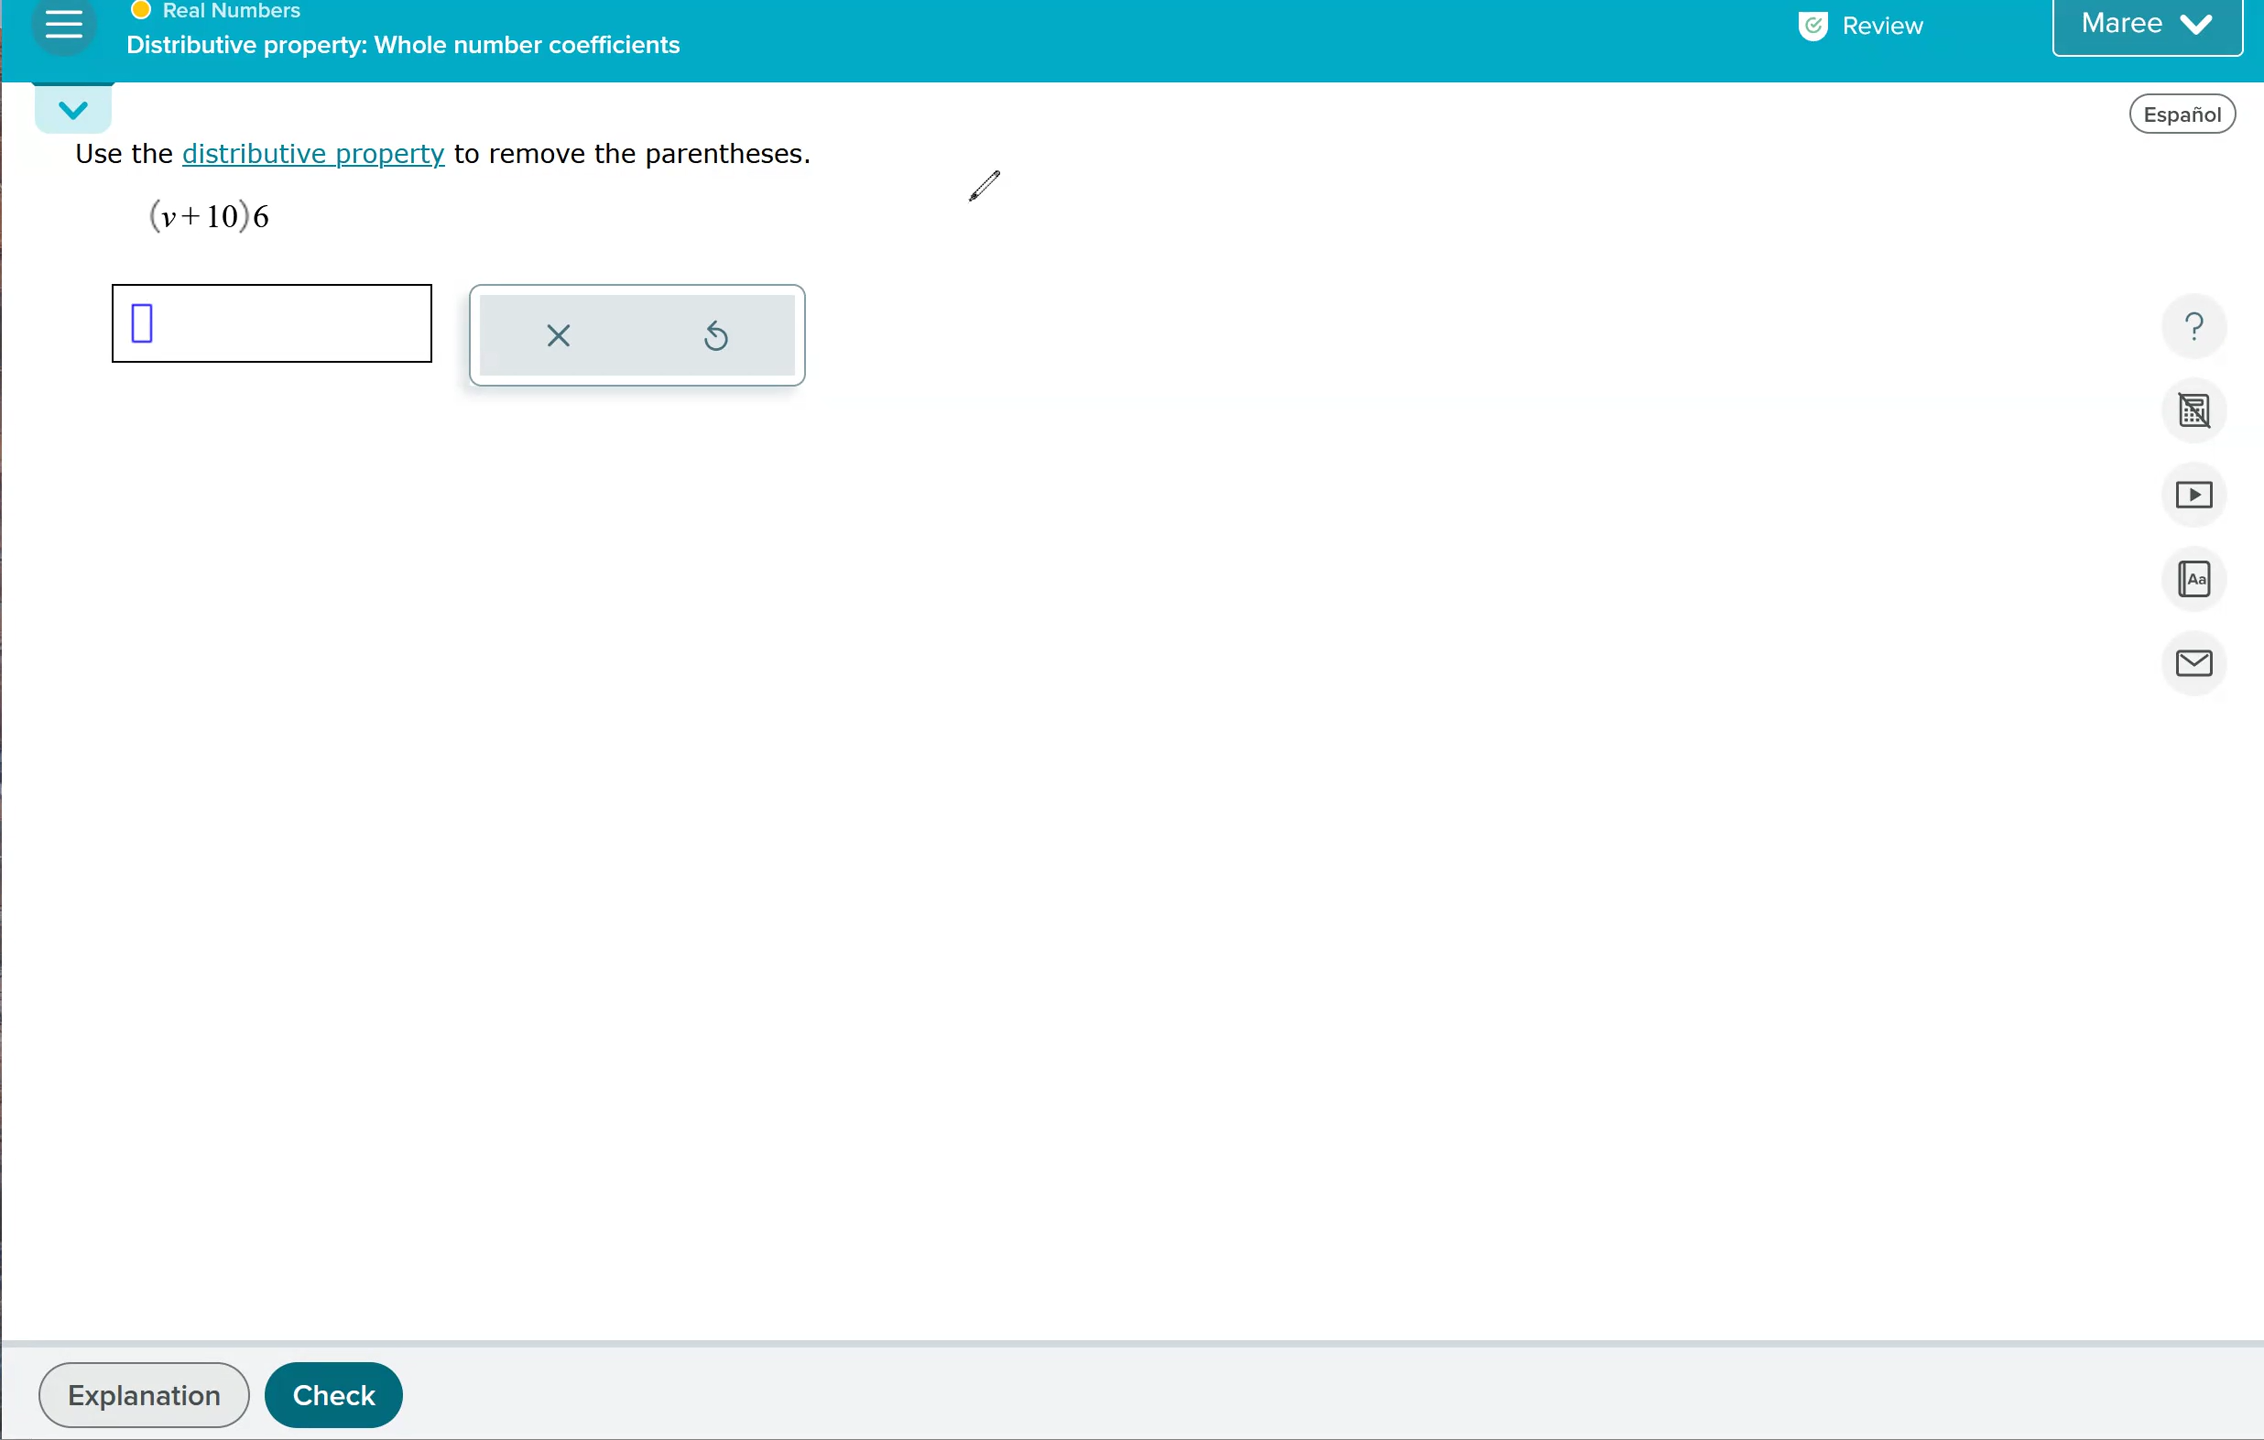 Real Numbers
Distributive property: Whole number coefficients
Review
Maree
Español
Use the distributive property to remove the parentheses.
(v+10)6
?
Aa
Explanation
Check